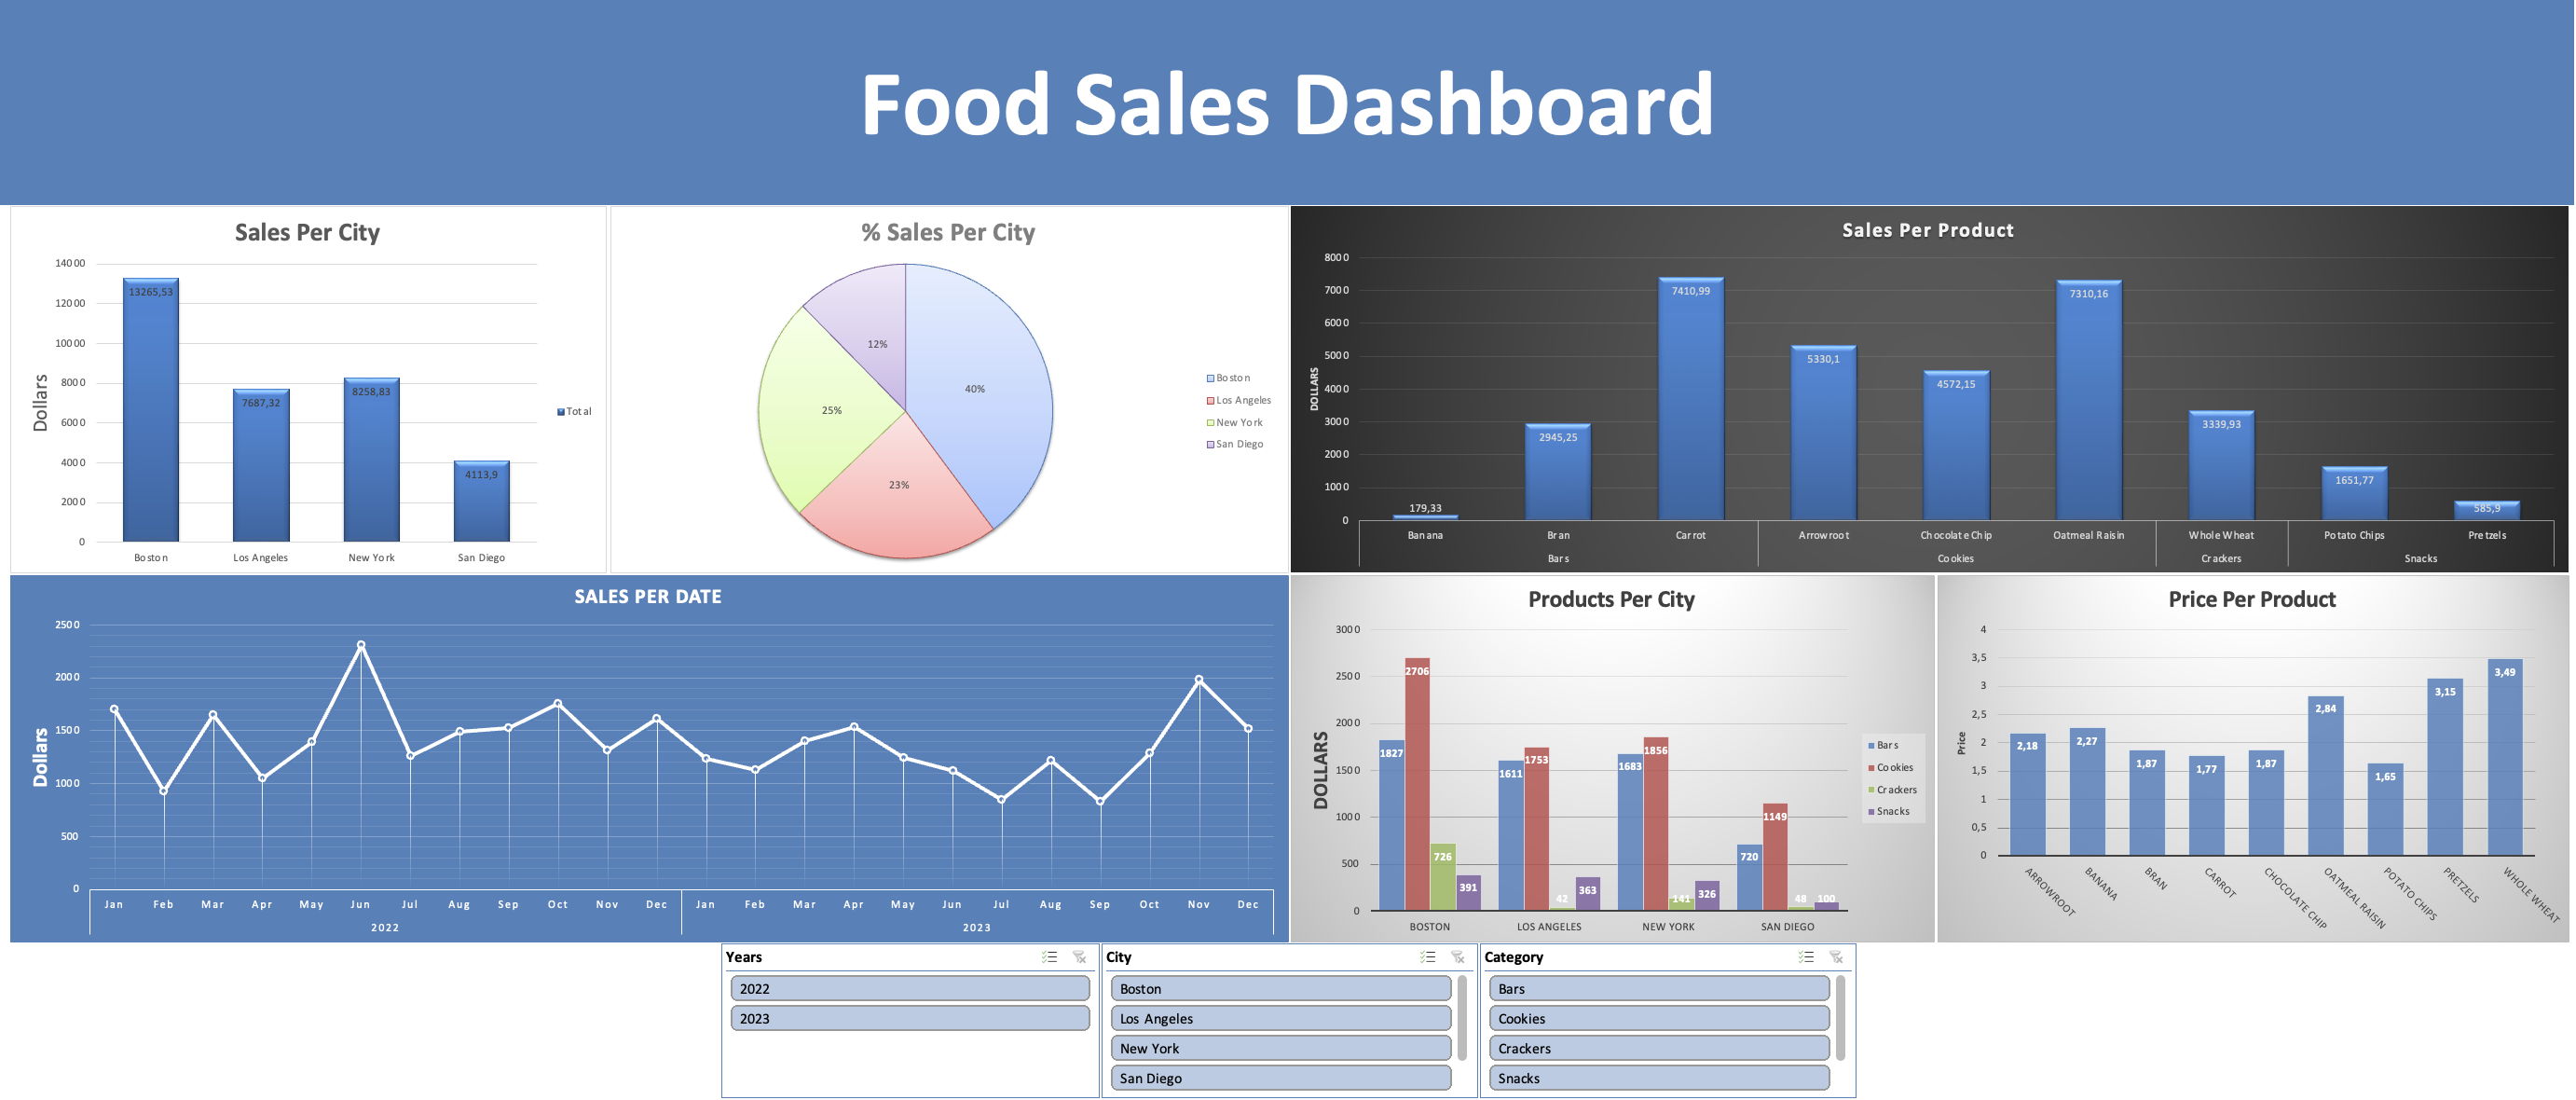 Food Sales Dashboard
Sales Per City
14000
12000
10000
8000
6000
4000
2000
0
Dollars
13265,53
7687,32
8258,83
4113,9
Boston
Los Angeles
New York
San Diego
Total
% Sales Per City
12%
40%
25%
23%
Boston
Los Angeles
New York
San Diego
Sales Per Product
8000
7000
6000
5000
4000
3000
2000
1000
0
DOLLARS
179,33
2945,25
7410,99
5330,1
4572,15
7310,16
3339,93
1651,77
585,9
Banana
Bran
Carrot
Arrowroot
Chocolate Chip
Oatmeal Raisin
Whole Wheat
Potato Chips
Pretzels
Bars
Cookies
Crackers
Snacks
SALES PER DATE
2500
2000
1500
1000
500
0
Dollars
Jan Feb Mar Apr May Jun Jul Aug Sep Oct Nov Dec Jan Feb Mar Apr May Jun Jul Aug Sep Oct Nov Dec
2022
2023
Products Per City
3000
2500
2000
1500
1000
500
0
DOLLARS
1827
2706
726
391
1611
1753
42
363
1683
1856
141
326
720
1149
48
100
BOSTON
LOS ANGELES
NEW YORK
SAN DIEGO
Bars
Cookies
Crackers
Snacks
Price Per Product
4
3,5
3
2,5
2
1,5
1
0,5
0
Price
2,18
2,27
1,87
1,77
1,87
2,84
1,65
3,15
3,49
ARROWROOT
BANANA
BRAN
CARROT
CHOCOLATE CHIP
OATMEAL RAISIN
POTATO CHIPS
PRETZELS
WHOLE WHEAT
Years
2022
2023
City
Boston
Los Angeles
New York
San Diego
Category
Bars
Cookies
Crackers
Snacks